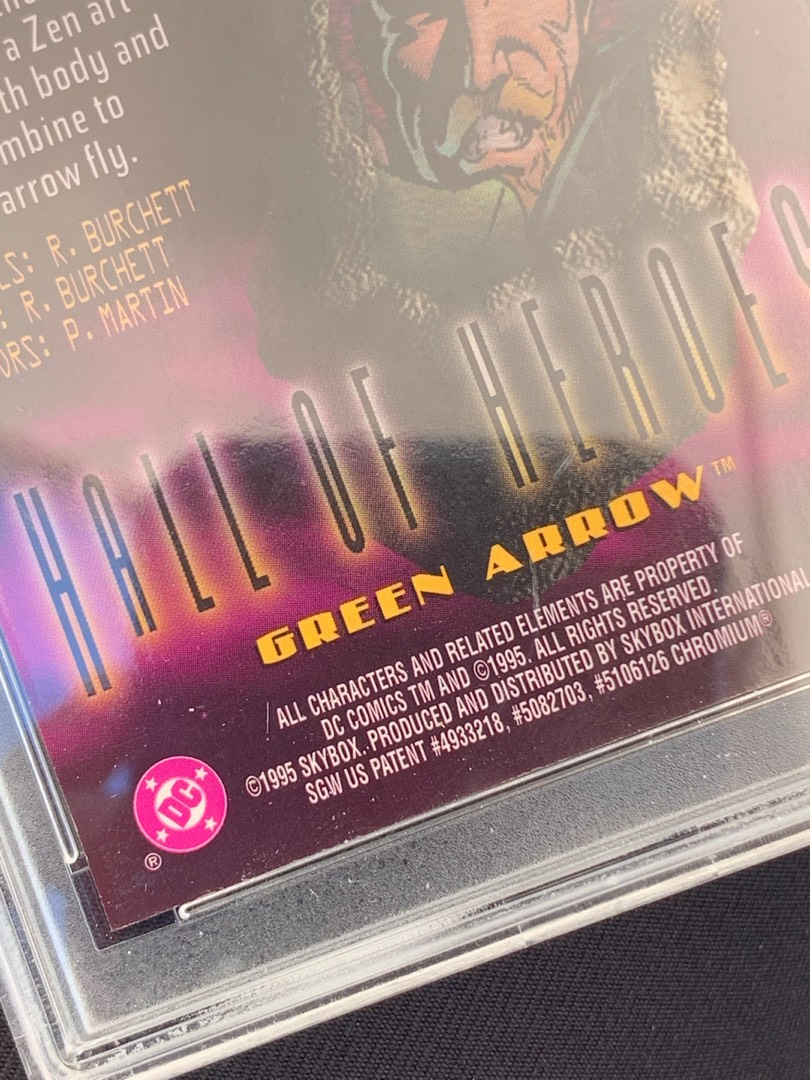 a Zen art
th body and
mbine to
arrow fly.
LS: R. BURCHETT
: R. BURCHETT
ORS: P. MARTIN
HALL OF HEROES
GREEN ARROW™
ALL CHARACTERS AND RELATED ELEMENTS ARE PROPERTY OF
DC COMICS TM AND ©1995. ALL RIGHTS RESERVED.
©1995 SKYBOX. PRODUCED AND DISTRIBUTED BY SKYBOX INTERNATIONAL
SGW US PATENT #4933218, #5082703, #5106126 CHROMIUM®
DC
®